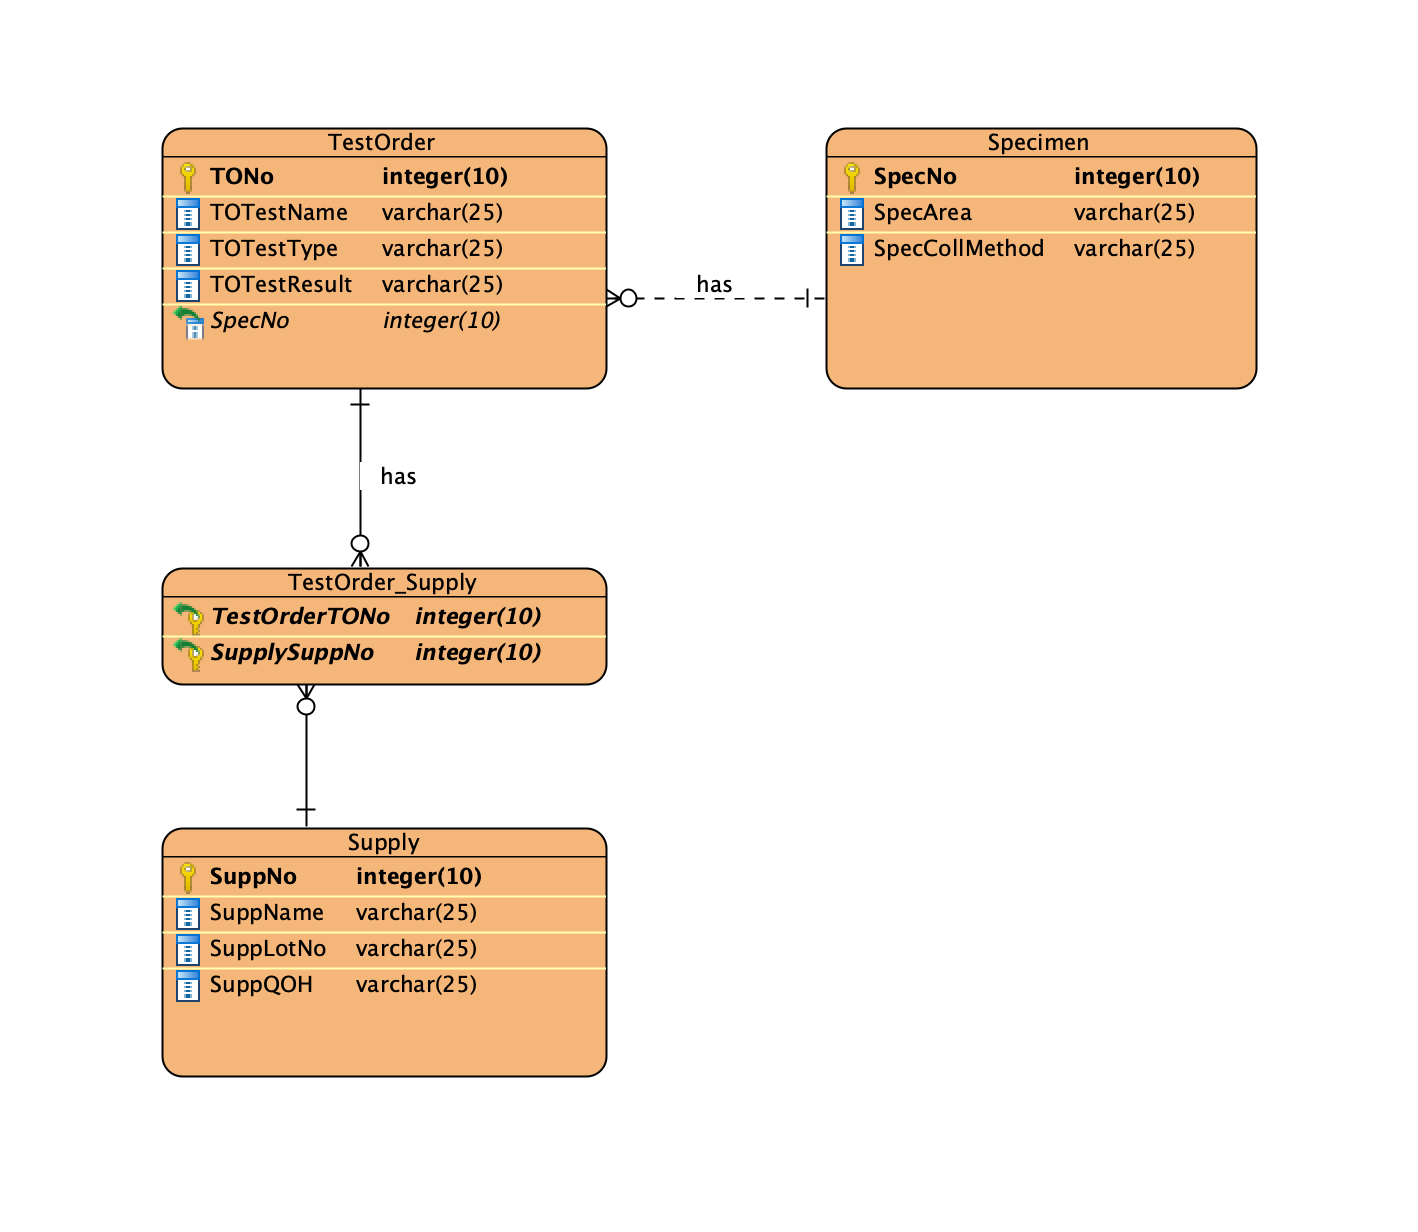 TestOrder
TONo integer(10)
TOTestName varchar(25)
TOTestType varchar(25)
TOTestResult varchar(25)
SpecNo integer(10)
has
Specimen
SpecNo integer(10)
SpecArea varchar(25)
SpecCollMethod varchar(25)
has
TestOrder_Supply
TestOrderTONo integer(10)
SupplySuppNo integer(10)
Supply
SuppNo integer(10)
SuppName varchar(25)
SuppLotNo varchar(25)
SuppQOH varchar(25)